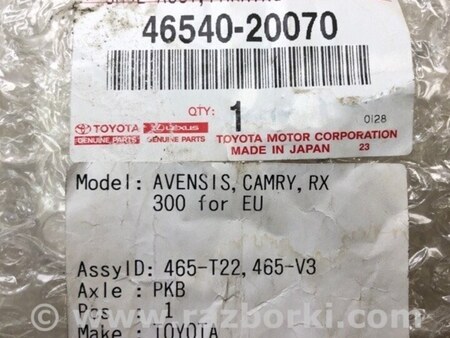 46540-20070
QTY: 1 0128
TOYOTA LEXUS
GENUINE PARTS GENUINE PARTS
TOYOTA MOTOR CORPORATION
MADE IN JAPAN 23
Model: AVENSIS, CAMRY, RX
300 for EU
AssyID: 465-T22, 465-V3
Axle : PKB
Pcs : 1
Make : TOYOTA
www.razborki.com